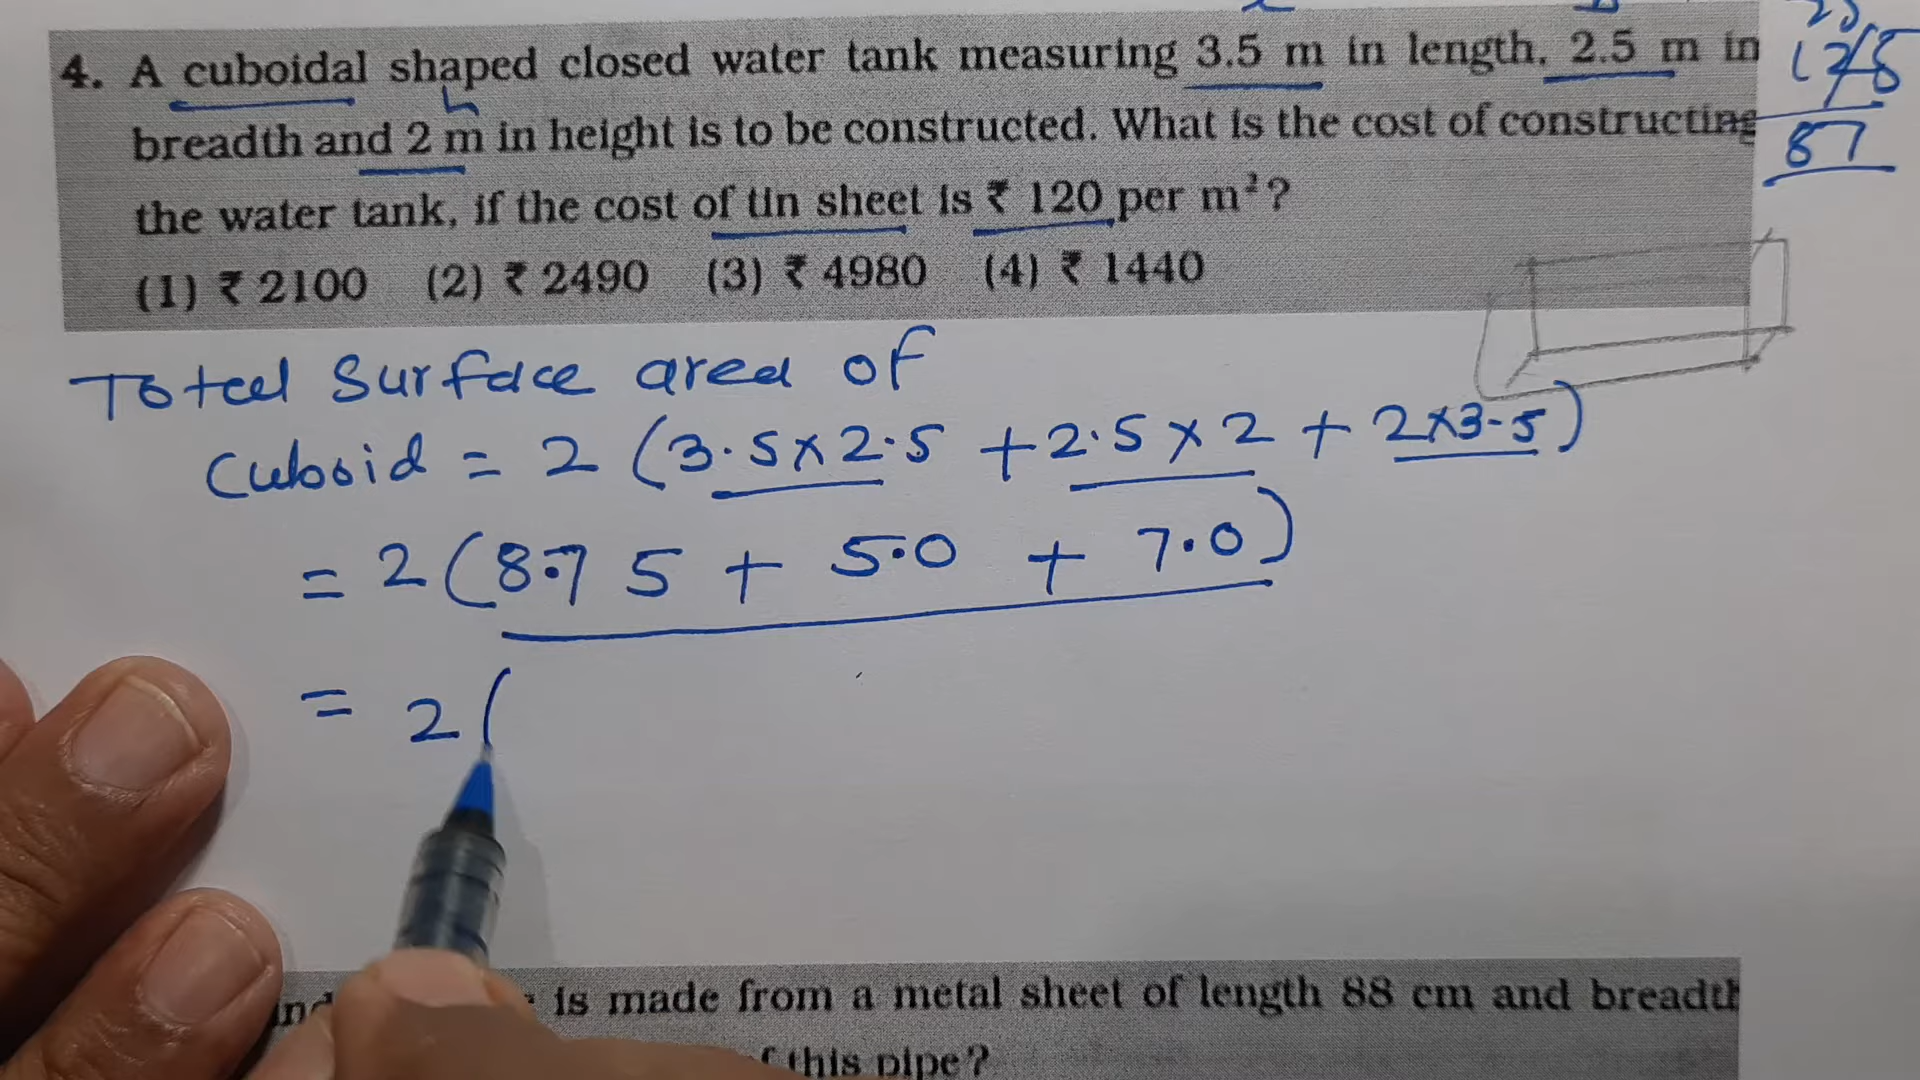 4. A cuboidal shaped closed water tank measuring 3.5 m in length, 2.5 m in
breadth and 2 m in height is to be constructed. What is the cost of constructing
the water tank, if the cost of tin sheet is ₹ 120 per m²?
(1) ₹ 2100 (2) ₹ 2490 (3) ₹ 4980 (4) ₹ 1440
h
87
Total Surface area of
Cuboid = 2 (3.5×2.5 + 2.5×2 + 2×3.5)
= 2(8.75 + 5.0 + 7.0)
= 2(
is made from a metal sheet of length 88 cm and breadth
this pipe?